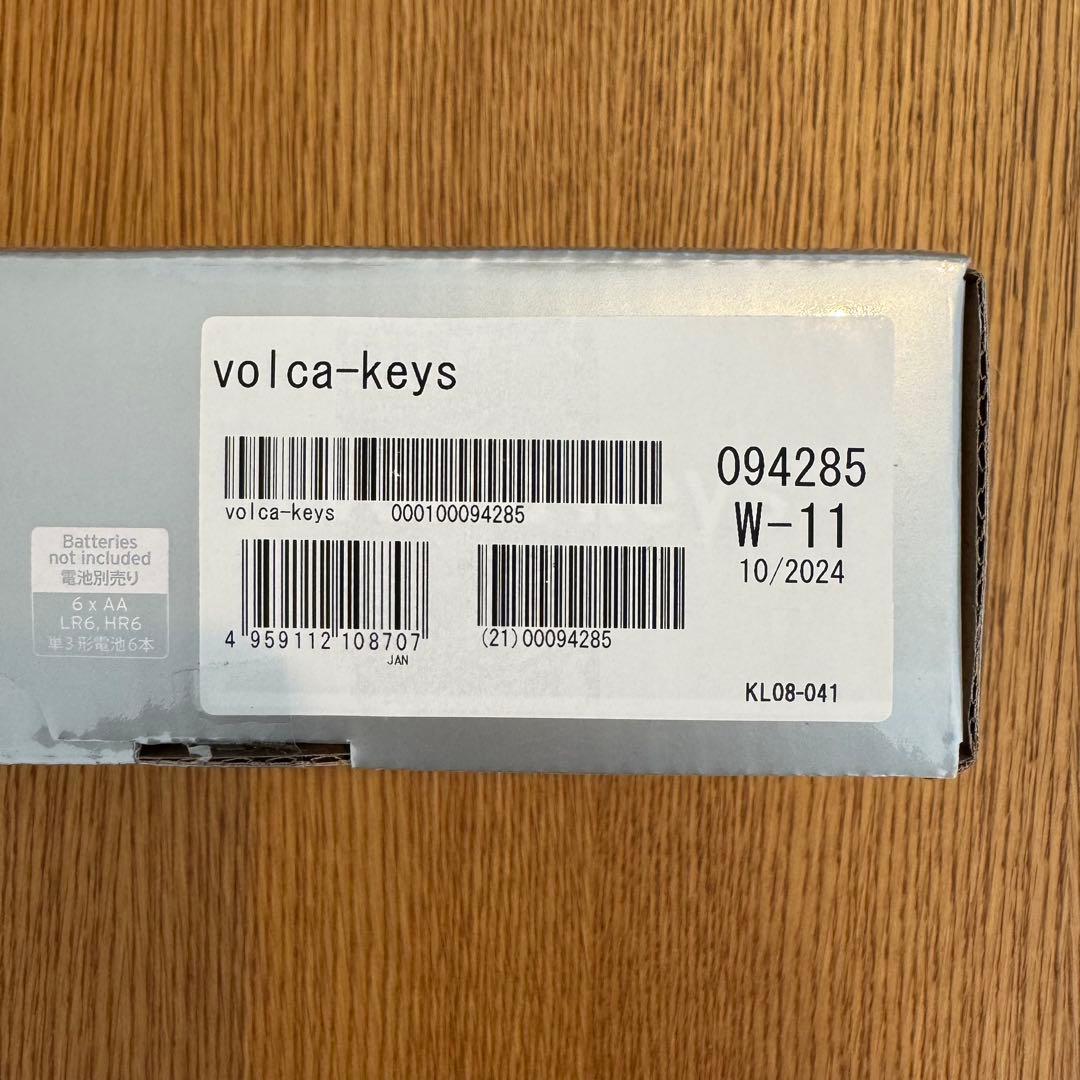 volca-keys
volca-keys 000100094285
094285
W-11
10/2024
4 959112 108707
JAN
(21)00094285
KL08-041
Batteries
not included
電池別売り
6 x AA
LR6, HR6
単3形電池6本